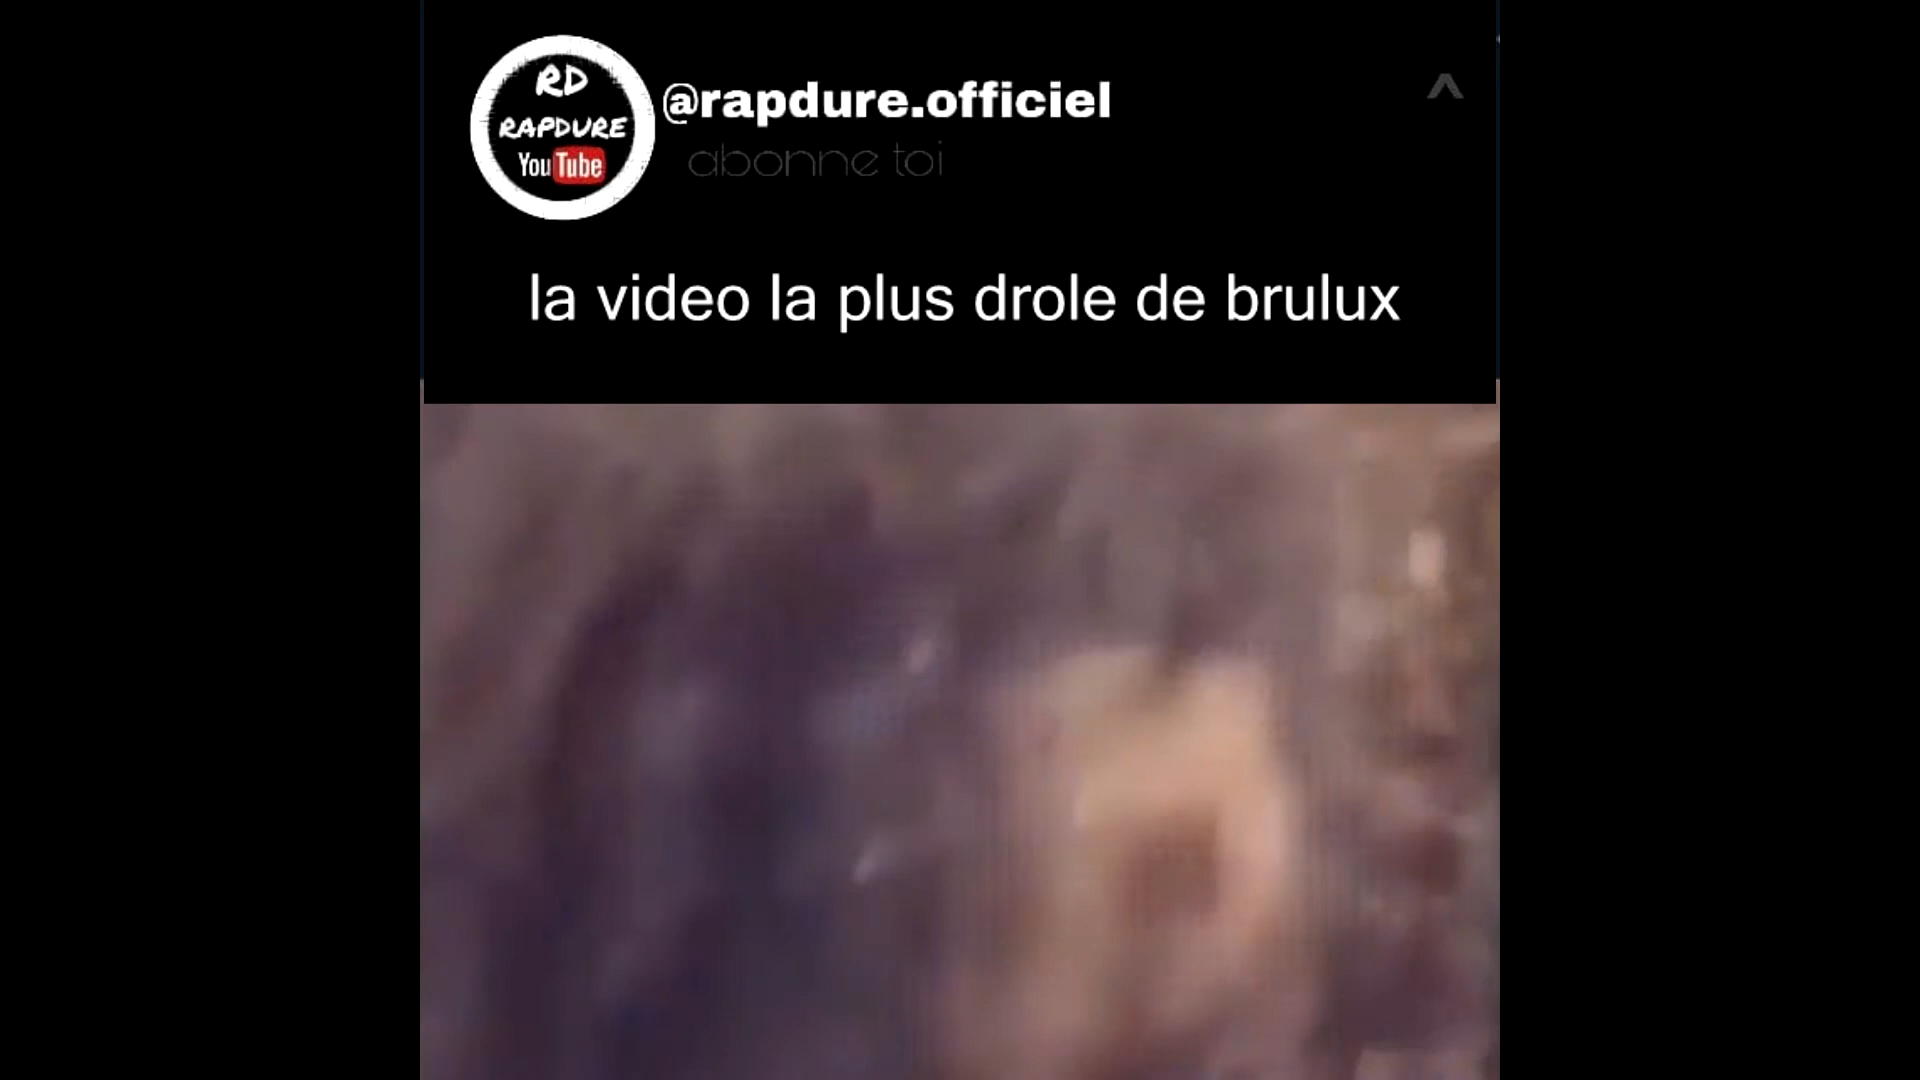 RD
RAPDURE
YouTube
@rapdure.officiel
abonne toi
la video la plus drole de brulux